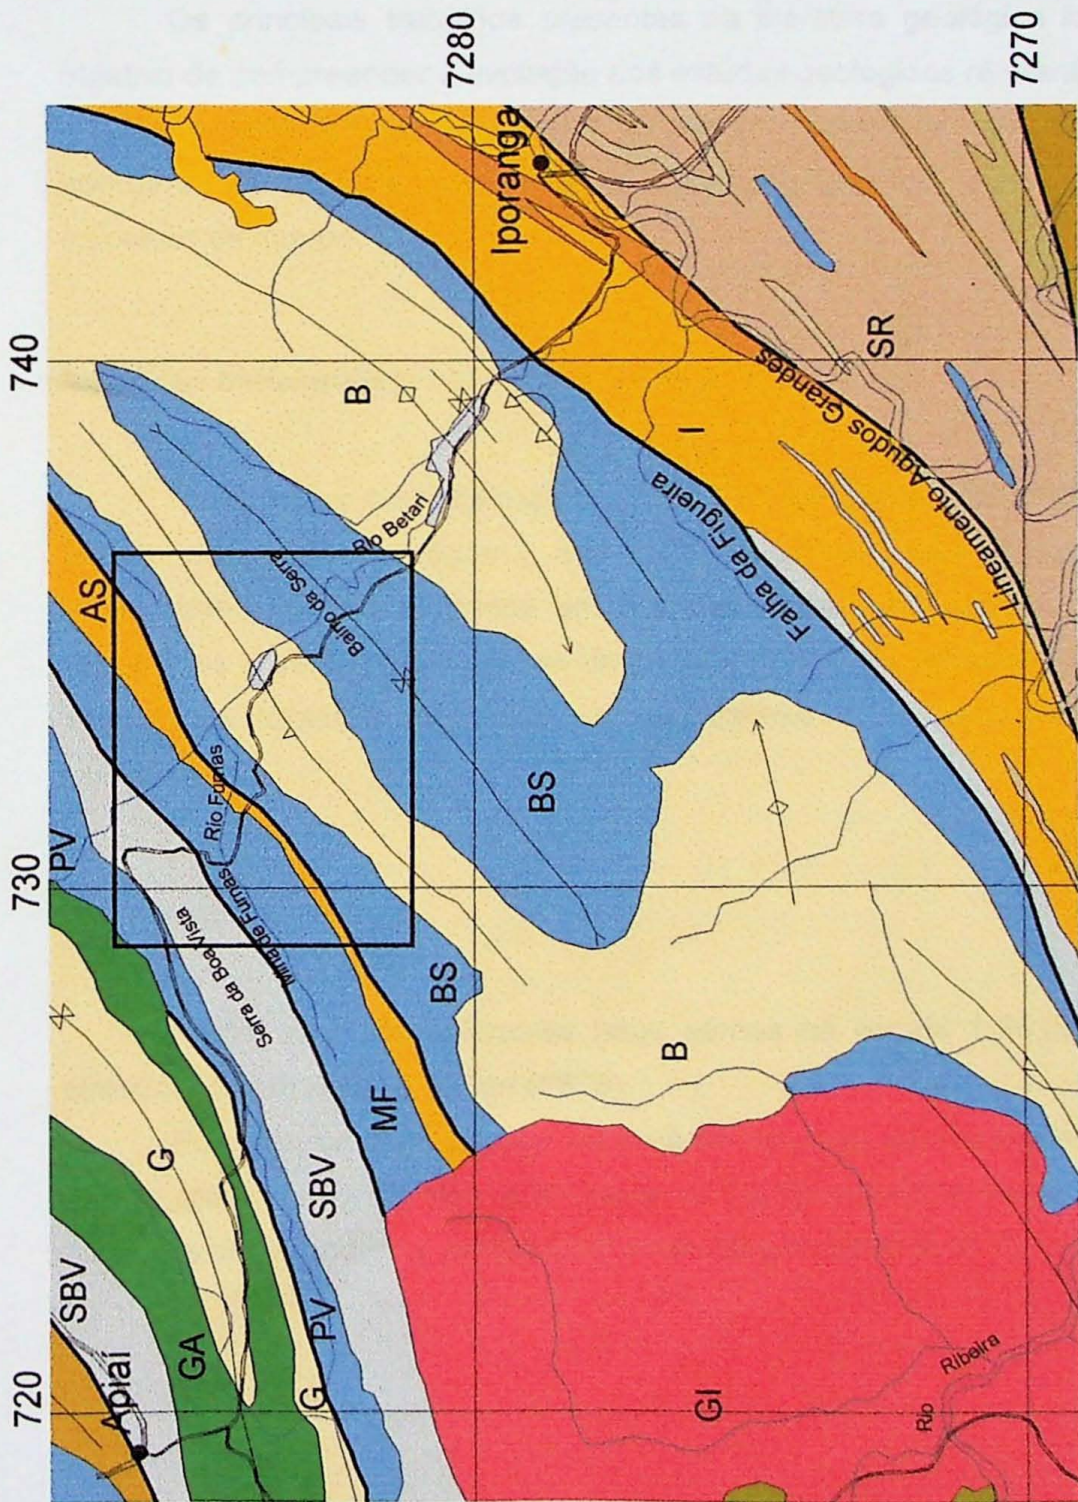 7280
7270
740
730
720
Iporanga
B
SR
I
Lineamento Agudos Grandes
Falha da Figueira
Rio Betari
Bairro da Serra
AS
BS
Rio Furnas
PV
Mina de Furnas
Serra da Boa Vista
BS
B
MF
G
SBV
SBV
GA
PV
G
Apiaí
GI
Ribeira
Rio